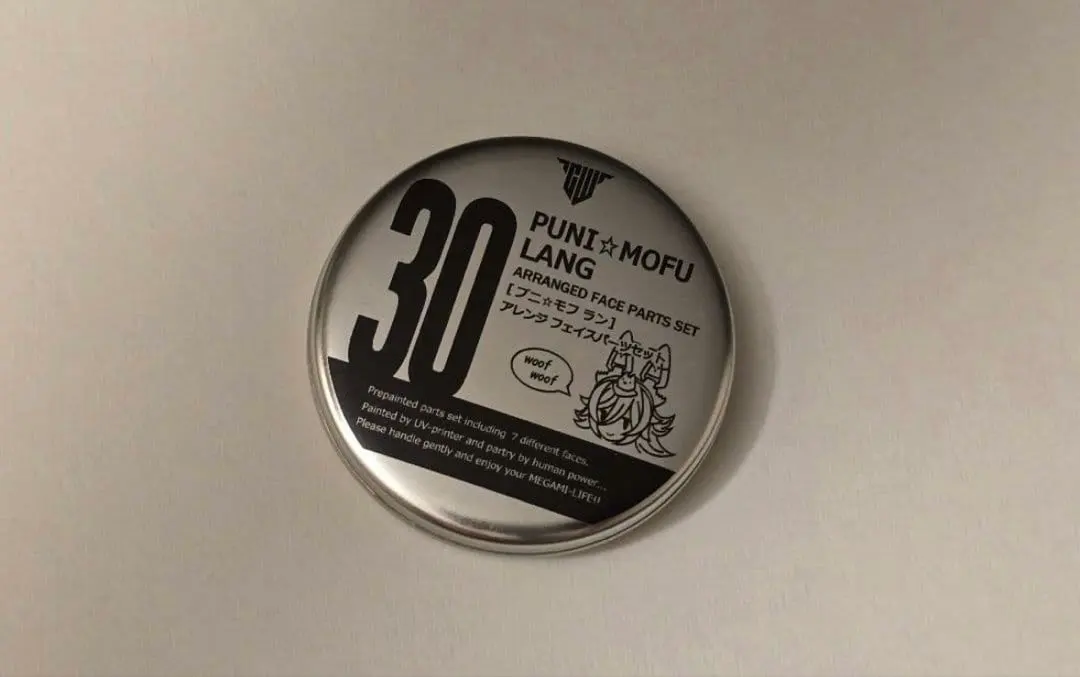 30
PUNI☆MOFU
LANG
ARRANGED FACE PARTS SET
[プニ☆モフ ラン]
アレンヂ フェイスパーツセット
woof
woof
Prepainted parts set including 7 different faces.
Painted by UV-printer and partry by human power...
Please handle gently and enjoy your MEGAMI-LIFE!!